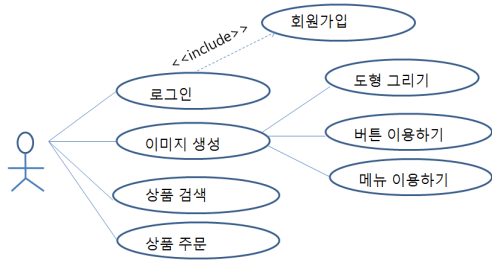 회원가입
<<include>>
로그인
도형 그리기
이미지 생성
버튼 이용하기
메뉴 이용하기
상품 검색
상품 주문